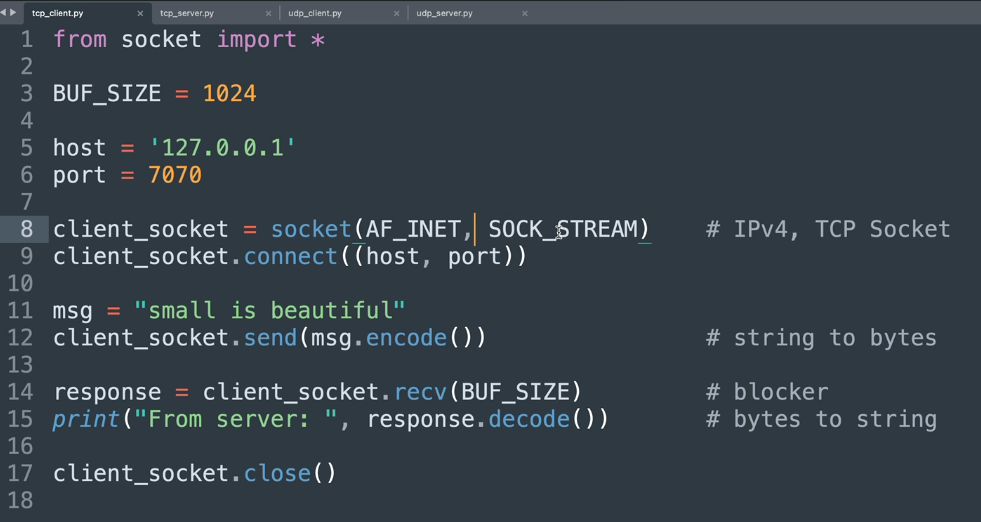 tcp_client.py × tcp_server.py × udp_client.py × udp_server.py ×
1 from socket import *
2
3 BUF_SIZE = 1024
4
5 host = '127.0.0.1'
6 port = 7070
7
8 client_socket = socket(AF_INET, SOCK_STREAM) # IPv4, TCP Socket
9 client_socket.connect((host, port))
10
11 msg = "small is beautiful"
12 client_socket.send(msg.encode()) # string to bytes
13
14 response = client_socket.recv(BUF_SIZE) # blocker
15 print("From server: ", response.decode()) # bytes to string
16
17 client_socket.close()
18